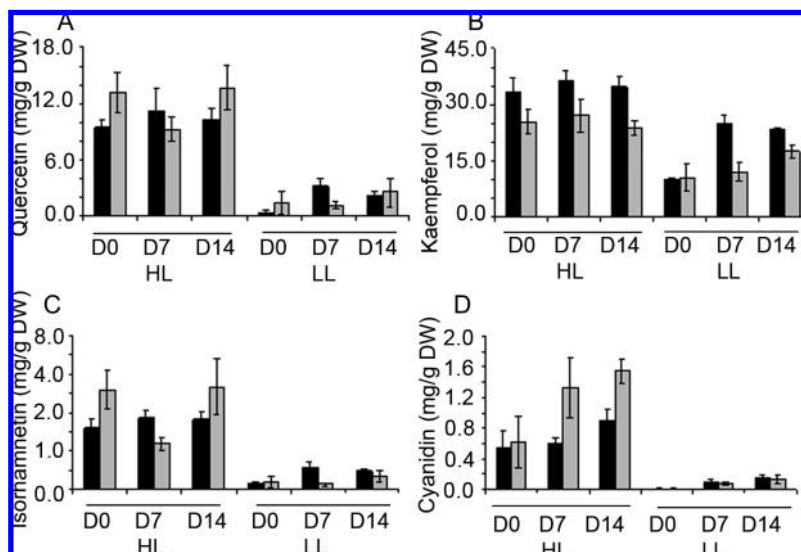 A
Quercetin (mg/g DW)
18.0
12.0
6.0
0.0
D0 D7 D14 D0 D7 D14
HL LL
B
Kaempferol (mg/g DW)
45.0
30.0
15.0
0.0
D0 D7 D14 D0 D7 D14
HL LL
C
Isorhamnetin (mg/g DW)
8.0
4.0
2.0
1.0
0.0
D0 D7 D14 D0 D7 D14
HL LL
D
Cyanidin (mg/g DW)
2.0
1.6
1.2
0.8
0.4
0.0
D0 D7 D14 D0 D7 D14
HL LL